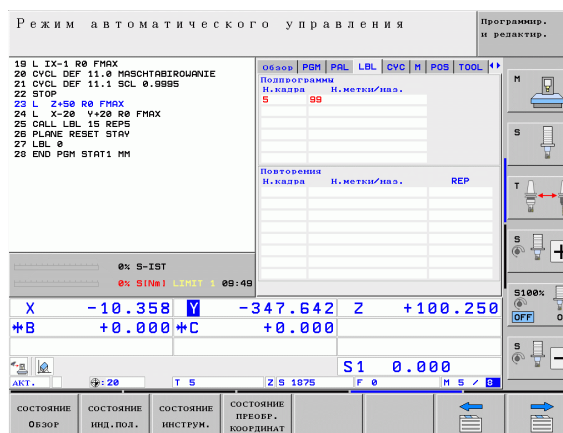 Режим автоматического управления
Программир.
и редактир.
19 L IX-1 R0 FMAX
20 CYCL DEF 11.0 MASCHTABIROWANIE
21 CYCL DEF 11.1 SCL 0.9995
22 STOP
23 L Z+50 R0 FMAX
24 L X-20 Y+20 R0 FMAX
25 CALL LBL 15 REP5
26 PLANE RESET STAY
27 LBL 0
28 END PGM STAT1 MM
Обзор PGM PAL LBL CYC M POS TOOL
Подпрограммы
Н.кадра Н.метки/наз.
5 99
Повторения
Н.кадра Н.метки/наз. REP
0% S-IST
0% S[Nm] LIMIT 1 09:49
X -10.358 Y -347.642 Z +100.250
B +0.000 C +0.000
S1 0.000
АКТ. : 20 T 5 Z S 1875 F 0 M 5 / 8
M
S
T
S +
S100%
OFF
S -
СОСТОЯНИЕ ОБЗОР
СОСТОЯНИЕ ИНД.ПОЛ.
СОСТОЯНИЕ ИНСТРУМ.
СОСТОЯНИЕ ПРЕОБР. КООРДИНАТ